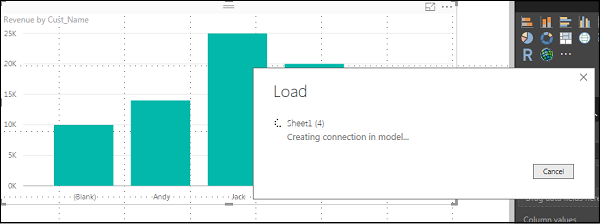 Revenue by Cust_Name
25K
20K
15K
10K
5K
0K
(Blank)
Andy
Jack
Load
Sheet1 (4)
Creating connection in model...
Cancel
R
Column values